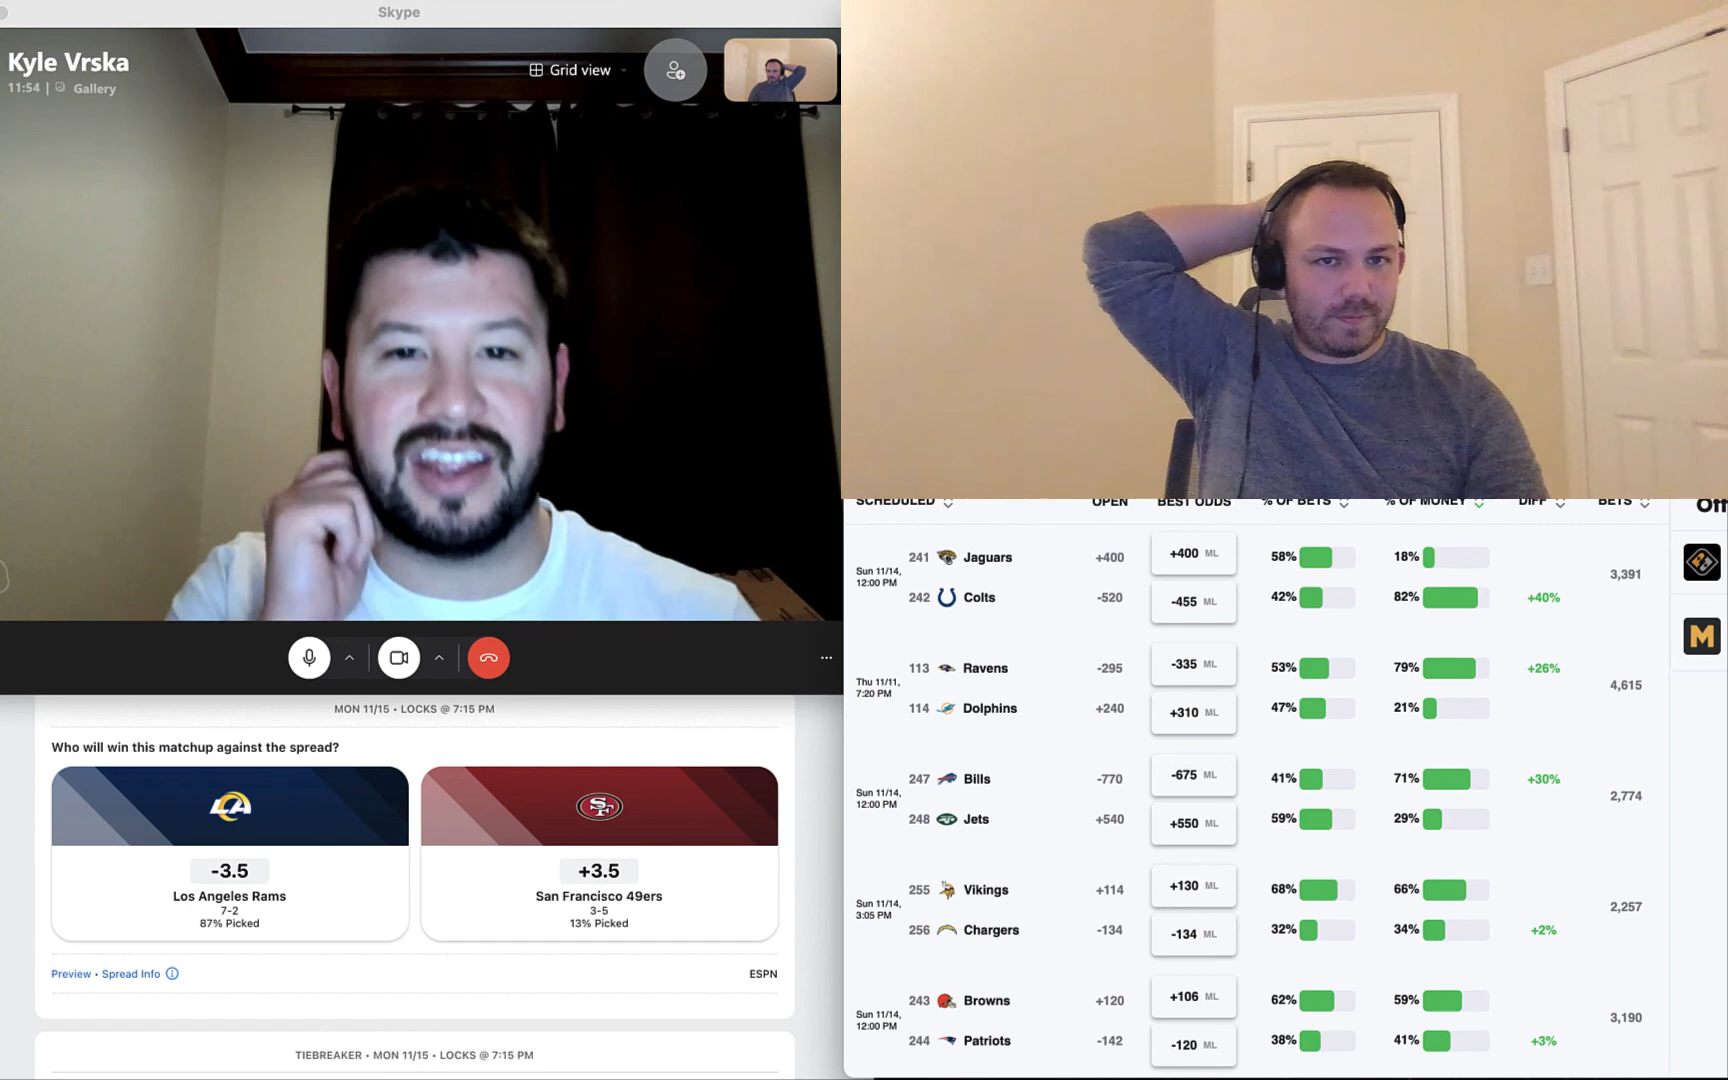 Skype
Kyle Vrska
11:54 | Gallery
Grid view
MON 11/15 • LOCKS @ 7:15 PM
Who will win this matchup against the spread?
LA
SF
-3.5
+3.5
Los Angeles Rams
San Francisco 49ers
7-2
3-5
87% Picked
13% Picked
Preview • Spread Info
ESPN
TIEBREAKER • MON 11/15 • LOCKS @ 7:15 PM
SCHEDULED OPEN BEST ODDS % OF BETS % OF MONEY DIFF BETS
Sun 11/14,
12:00 PM
241 Jaguars +400 +400 ML 58% 18%
3,391
242 Colts -520 -455 ML 42% 82% +40%
Thu 11/11,
7:20 PM
113 Ravens -295 -335 ML 53% 79% +26%
4,615
114 Dolphins +240 +310 ML 47% 21%
Sun 11/14,
12:00 PM
247 Bills -770 -675 ML 41% 71% +30%
2,774
248 Jets +540 +550 ML 59% 29%
Sun 11/14,
3:05 PM
255 Vikings +114 +130 ML 68% 66%
2,257
256 Chargers -134 -134 ML 32% 34% +2%
Sun 11/14,
12:00 PM
243 Browns +120 +106 ML 62% 59%
3,190
244 Patriots -142 -120 ML 38% 41% +3%
M